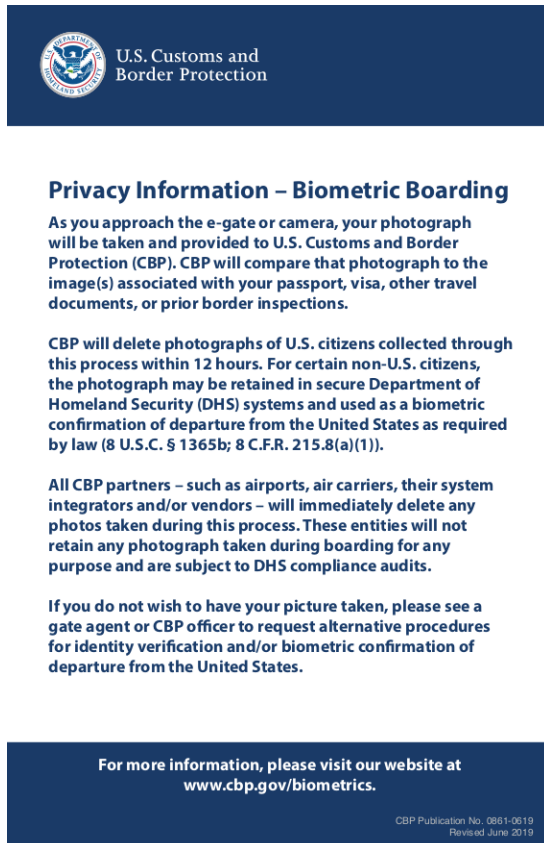 U.S. DEPARTMENT OF
HOMELAND SECURITY
U.S. Customs and
Border Protection
Privacy Information – Biometric Boarding
As you approach the e-gate or camera, your photograph
will be taken and provided to U.S. Customs and Border
Protection (CBP). CBP will compare that photograph to the
image(s) associated with your passport, visa, other travel
documents, or prior border inspections.
CBP will delete photographs of U.S. citizens collected through
this process within 12 hours. For certain non-U.S. citizens,
the photograph may be retained in secure Department of
Homeland Security (DHS) systems and used as a biometric
confirmation of departure from the United States as required
by law (8 U.S.C. § 1365b; 8 C.F.R. 215.8(a)(1)).
All CBP partners – such as airports, air carriers, their system
integrators and/or vendors – will immediately delete any
photos taken during this process. These entities will not
retain any photograph taken during boarding for any
purpose and are subject to DHS compliance audits.
If you do not wish to have your picture taken, please see a
gate agent or CBP officer to request alternative procedures
for identity verification and/or biometric confirmation of
departure from the United States.
For more information, please visit our website at
www.cbp.gov/biometrics.
CBP Publication No. 0861-0619
Revised June 2019